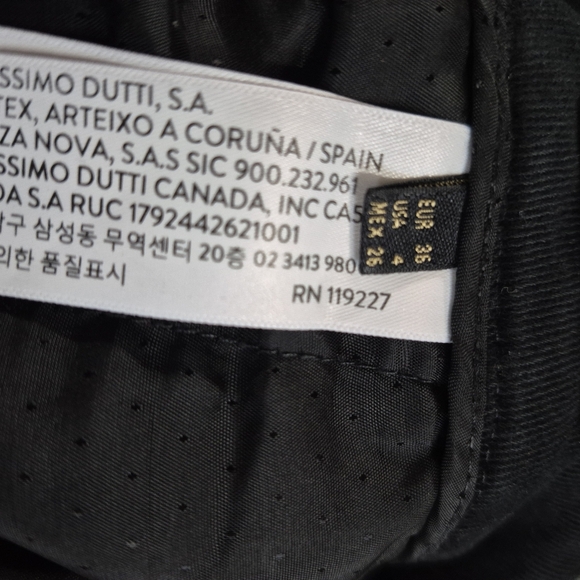 SSIMO DUTTI, S.A.
TEX, ARTEIXO A CORUÑA / SPAIN
ZA NOVA, S.A.S SIC 900.232.961
SSIMO DUTTI CANADA, INC CAS
DA S.A RUC 1792442621001
구 삼성동 무역센터 20층 02 3413 980
의한 품질표시
RN 119227
EUR 36
USA 4
MEX 26